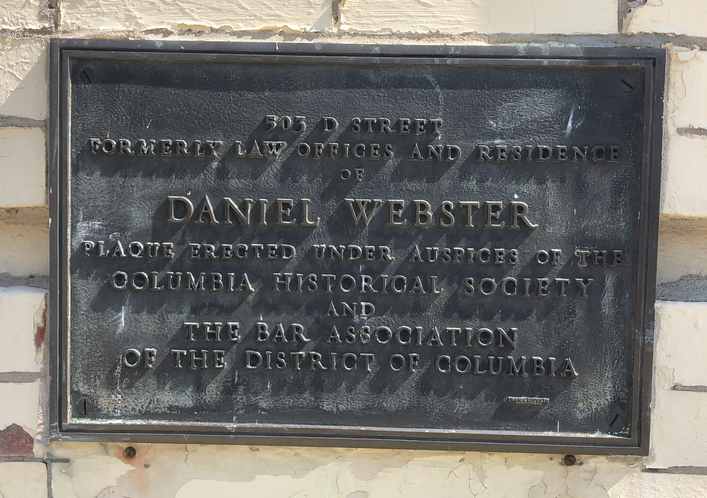 503 D STREET
FORMERLY LAW OFFICES AND RESIDENCE
OF
DANIEL WEBSTER
PLAQUE ERECTED UNDER AUSPICES OF THE
COLUMBIA HISTORICAL SOCIETY
AND
THE BAR ASSOCIATION
OF THE DISTRICT OF COLUMBIA